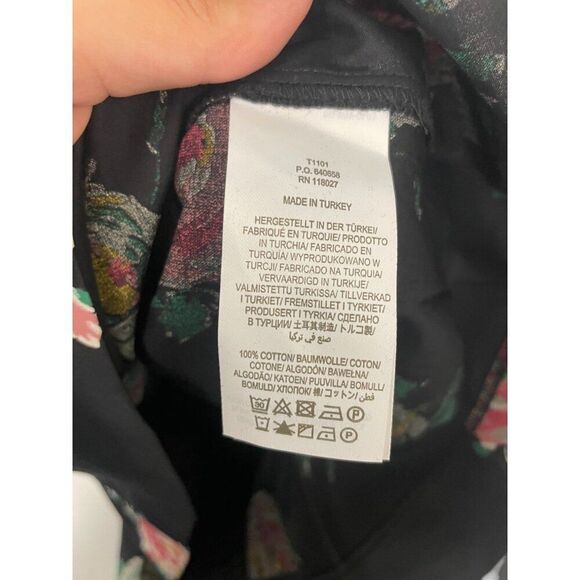 T1101
P.O. 640658
RN 118027
MADE IN TURKEY
HERGESTELLT IN DER TÜRKEI/
FABRIQUÉ EN TURQUIE/ PRODOTTO
IN TURCHIA/ FABRICADO EN
TURQUÍA/ WYPRODUKOWANO W
TURCJI/ FABRICADO NA TURQUIA/
VERVAARDIGD IN TURKIJE/
VALMISTETTU TURKISSA/ TILLVERKAD
I TURKIET/ FREMSTILLET I TYRKIET/
PRODUSERT I TYRKIA/ СДЕЛАНО
В ТУРЦИИ/ 土耳其制造/ トルコ製/
صنع في تركيا
100% COTTON/ BAUMWOLLE/ COTON/
COTONE/ ALGODÓN/ BAWEŁNA/
ALGODÃO/ KATOEN/ PUUVILLA/ BOMULL/
BOMULD/ ХЛОПОК/ 棉/ コットン/ قطن
30 P
P